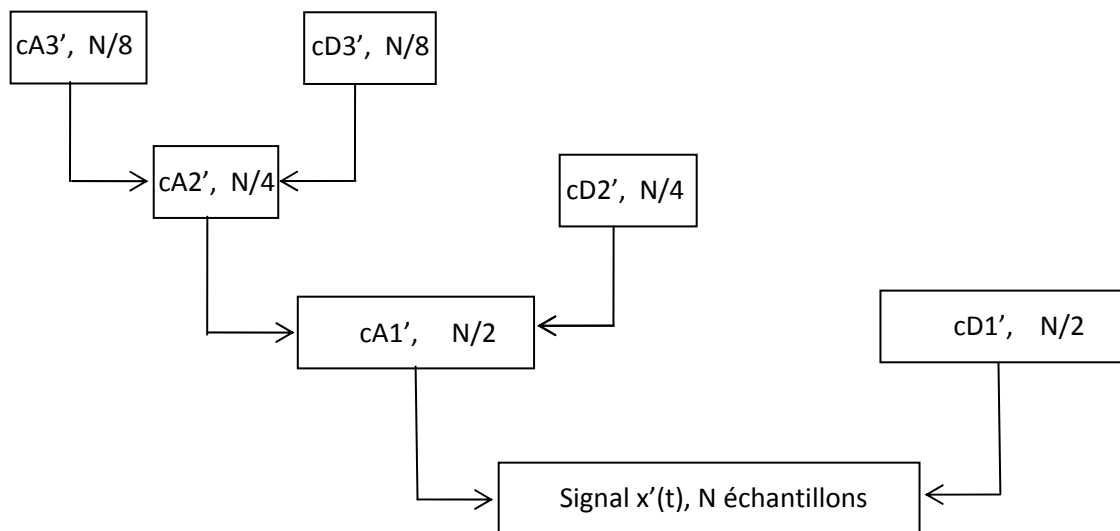 cA3’, N/8
cD3’, N/8
cA2’, N/4
cD2’, N/4
cA1’, N/2
cD1’, N/2
Signal x’(t), N échantillons